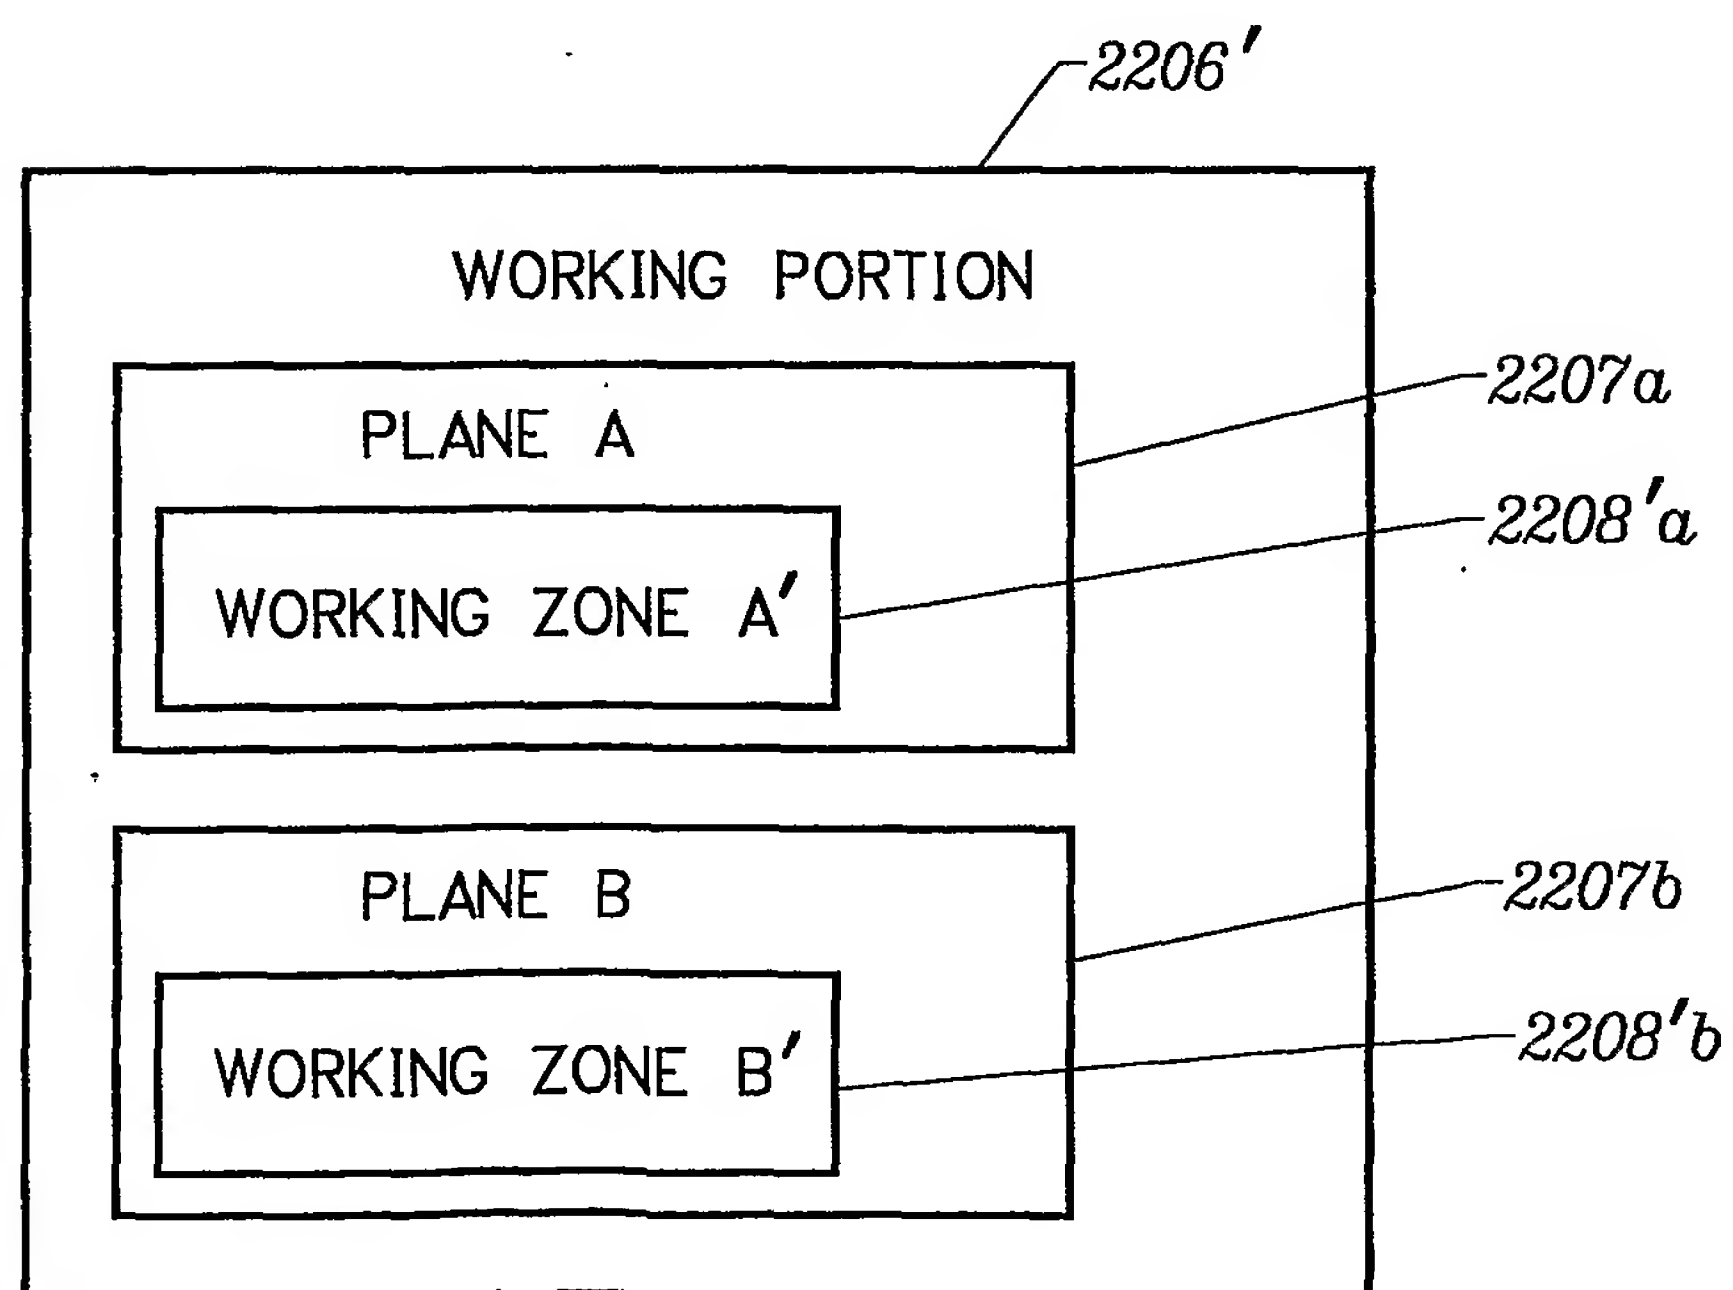 2206'
WORKING PORTION
2207a
PLANE A
2208'a
WORKING ZONE A'
2207b
PLANE B
2208'b
WORKING ZONE B'